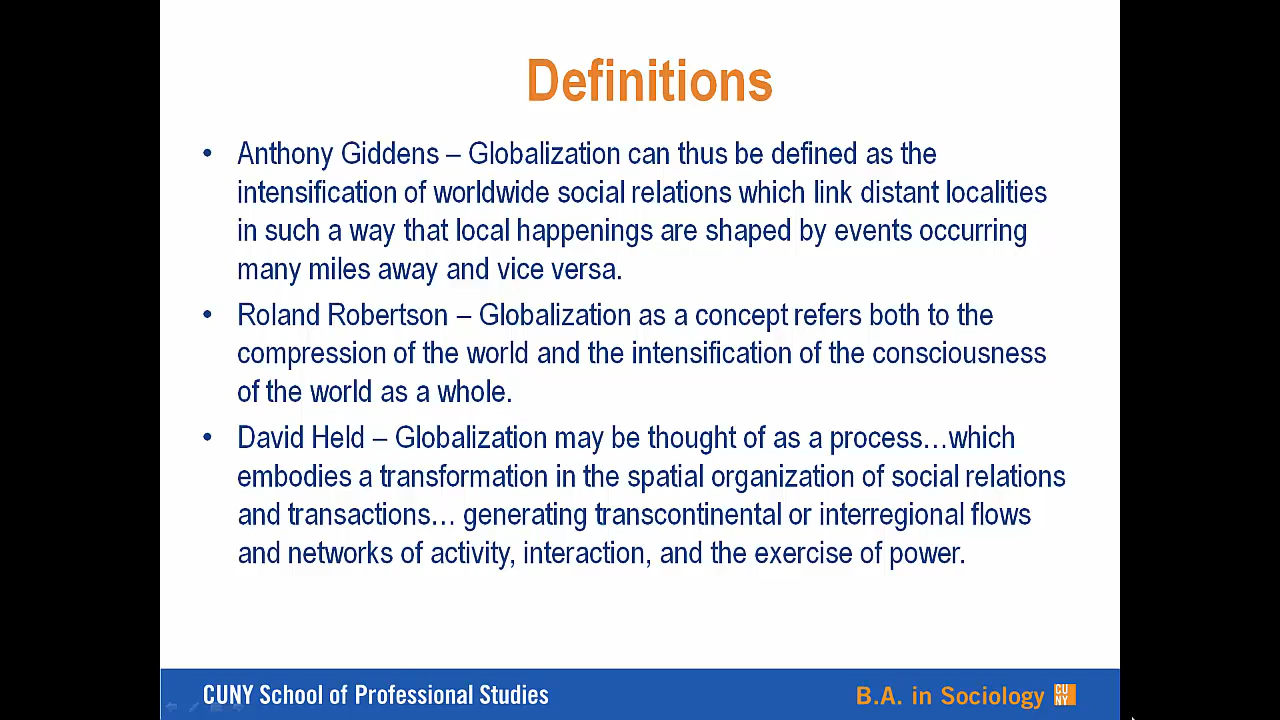 Definitions
• Anthony Giddens – Globalization can thus be defined as the
intensification of worldwide social relations which link distant localities
in such a way that local happenings are shaped by events occurring
many miles away and vice versa.
• Roland Robertson – Globalization as a concept refers both to the
compression of the world and the intensification of the consciousness
of the world as a whole.
• David Held – Globalization may be thought of as a process…which
embodies a transformation in the spatial organization of social relations
and transactions… generating transcontinental or interregional flows
and networks of activity, interaction, and the exercise of power.
CUNY School of Professional Studies
B.A. in Sociology CU
NY